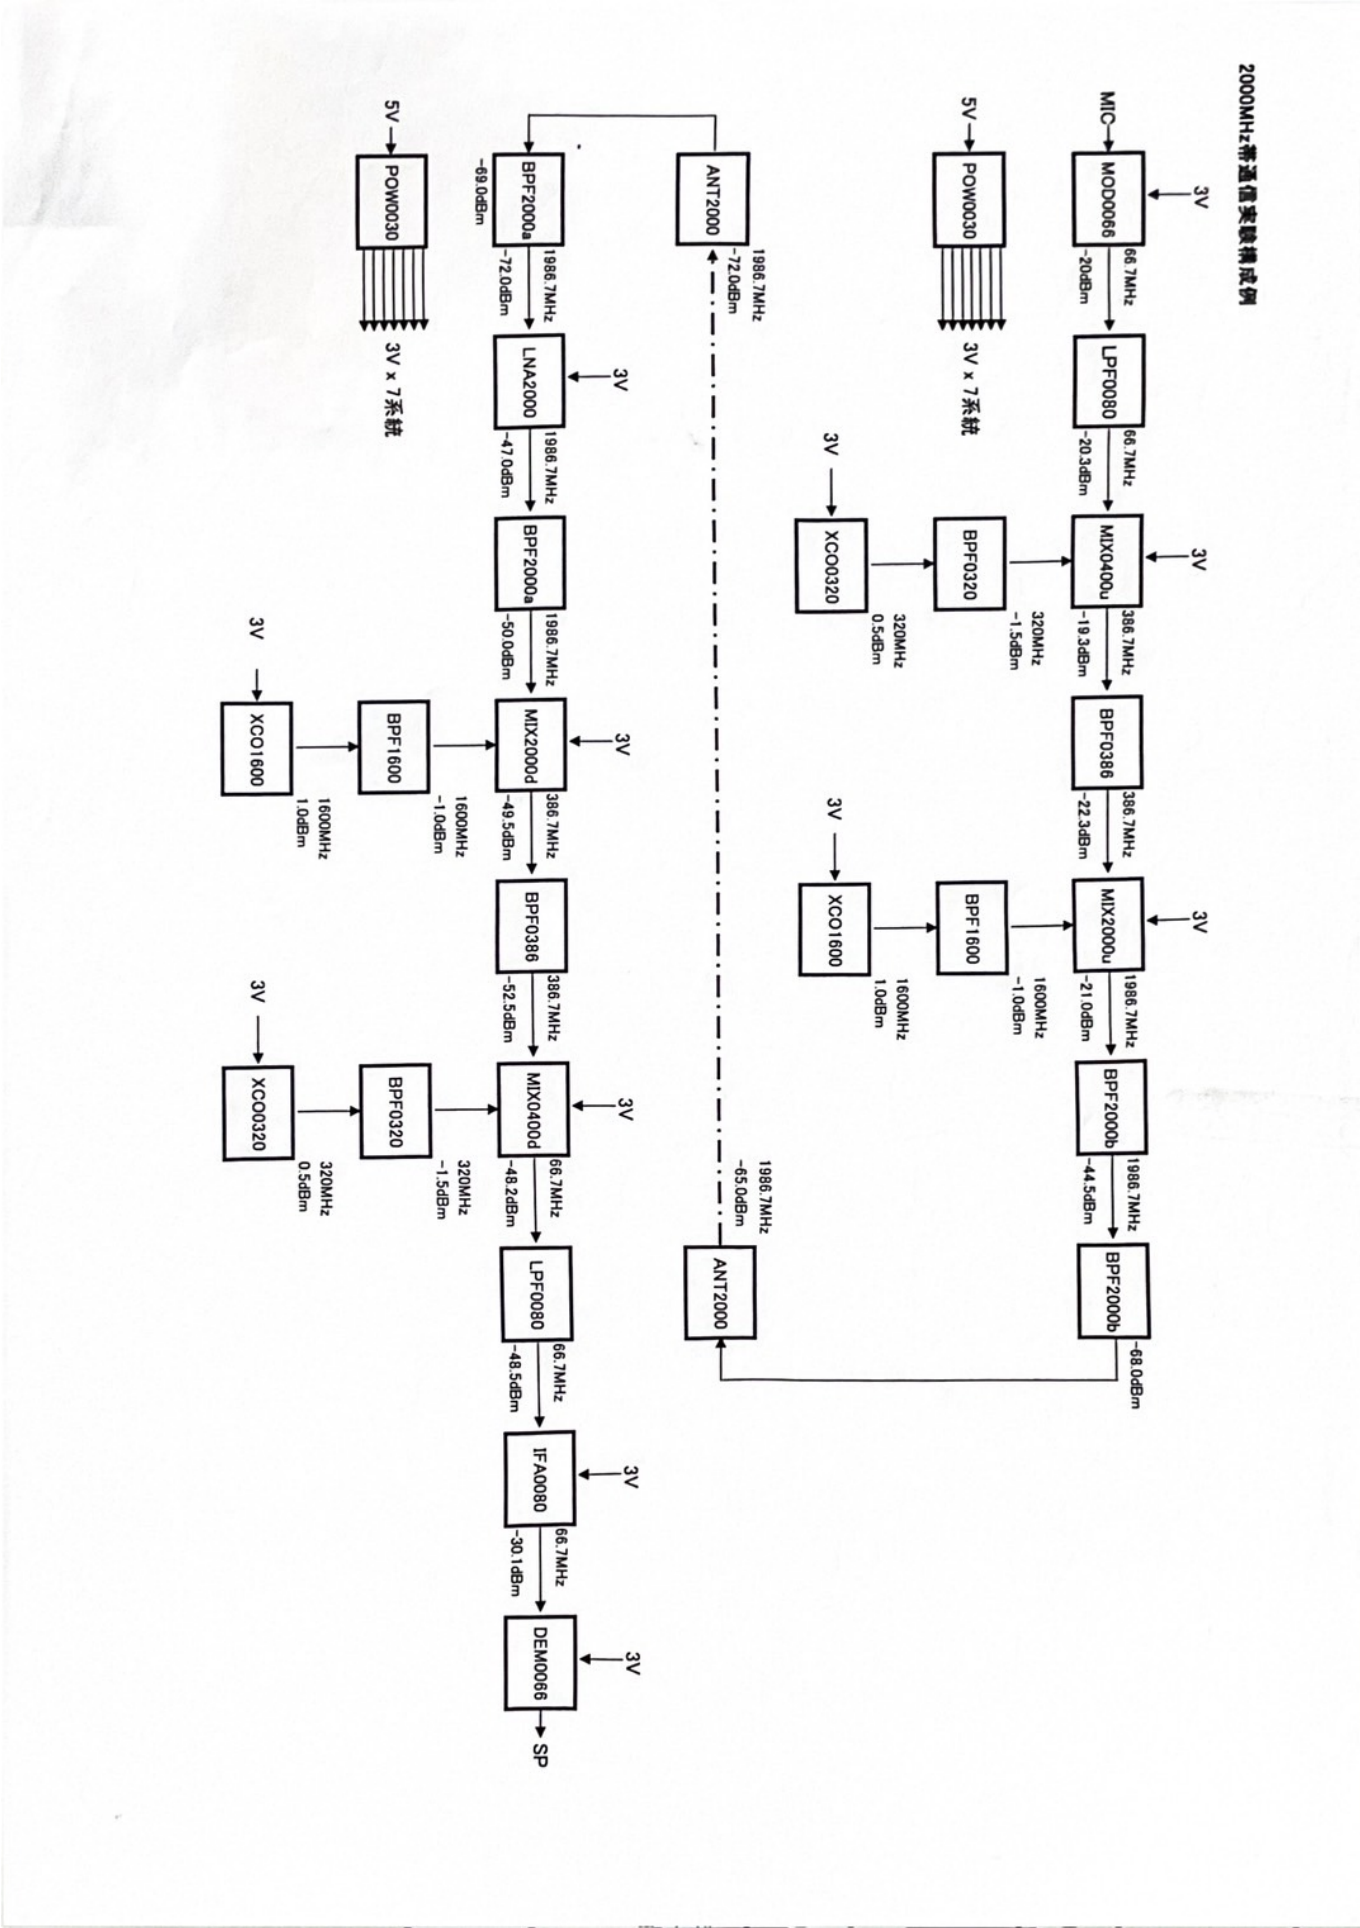 2000MHz帯通信実験構成例
3V
3V
3V
MIC
MOD0066
66.7MHz
-20dBm
LPF0080
66.7MHz
-20.3dBm
MIX0400u
386.7MHz
-19.3dBm
BPF0386
386.7MHz
-22.3dBm
MIX2000u
1986.7MHz
-21.0dBm
BPF2000b
1986.7MHz
-44.5dBm
BPF2000b
-68.0dBm
5V
POW0030
3V x 7系統
BPF0320
320MHz
-1.5dBm
BPF1600
1600MHz
-1.0dBm
3V
XCO0320
320MHz
0.5dBm
3V
XCO1600
1600MHz
1.0dBm
ANT2000
1986.7MHz
-72.0dBm
1986.7MHz
-65.0dBm
ANT2000
3V
3V
3V
3V
3V
BPF2000a
-69.0dBm
1986.7MHz
-72.0dBm
LNA2000
1986.7MHz
-47.0dBm
BPF2000a
1986.7MHz
-50.0dBm
MIX2000d
386.7MHz
-49.5dBm
BPF0386
386.7MHz
-52.5dBm
MIX0400d
66.7MHz
-48.2dBm
LPF0080
66.7MHz
-48.5dBm
IFA0080
66.7MHz
-30.1dBm
DEM0066
SP
5V
POW0030
3V x 7系統
BPF1600
1600MHz
-1.0dBm
BPF0320
320MHz
-1.5dBm
3V
XCO1600
1600MHz
1.0dBm
3V
XCO0320
320MHz
0.5dBm